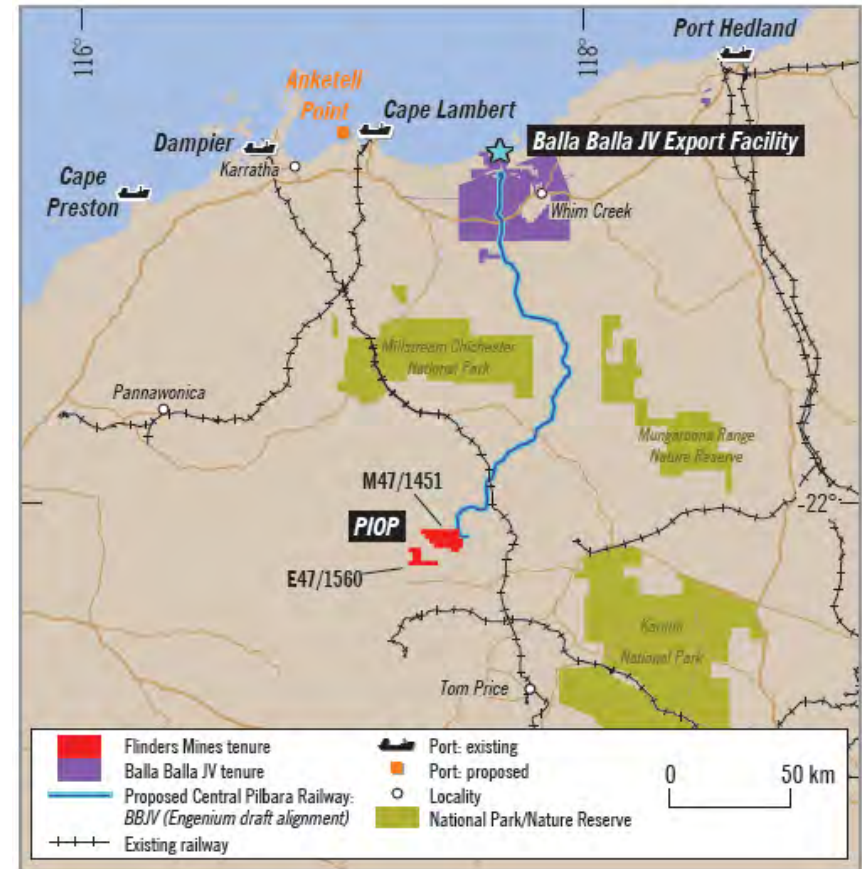 116°
118°
Port Hedland
Anketell
Point
Cape Lambert
Dampier
Balla Balla JV Export Facility
Karratha
Cape
Preston
Whim Creek
Millstream Chichester
National Park
Pannawonica
Mungaroona Range
Nature Reserve
M47/1451
-22°
PIOP
E47/1560
Karijini
National Park
Tom Price
Flinders Mines tenure
Balla Balla JV tenure
Proposed Central Pilbara Railway:
BBJV (Engenium draft alignment)
Existing railway
Port: existing
Port: proposed
Locality
National Park/Nature Reserve
0 50 km